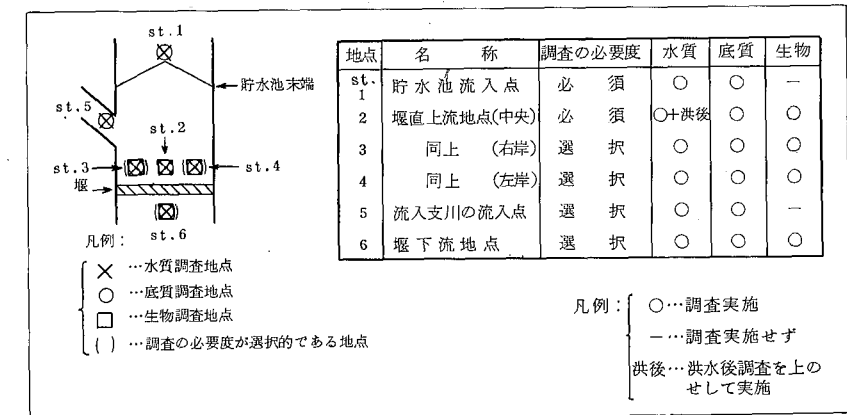 st.1
貯水池末端
st.5
st.2
st.3
st.4
堰
st.6
凡例:
× …水質調査地点
○ …底質調査地点
□ …生物調査地点
( ) …調査の必要度が選択的である地点
地点 名称 調査の必要度 水質 底質 生物
st.1 貯水池流入点 必須 ○ ○ －
2 堰直上流地点(中央) 必須 ○+洪後 ○ ○
3 同上 (右岸) 選択 ○ ○ ○
4 同上 (左岸) 選択 ○ ○ ○
5 流入支川の流入点 選択 ○ ○ －
6 堰下流地点 選択 ○ ○ ○
凡例: ○…調査実施
－…調査実施せず
洪後…洪水後調査を上の
せして実施